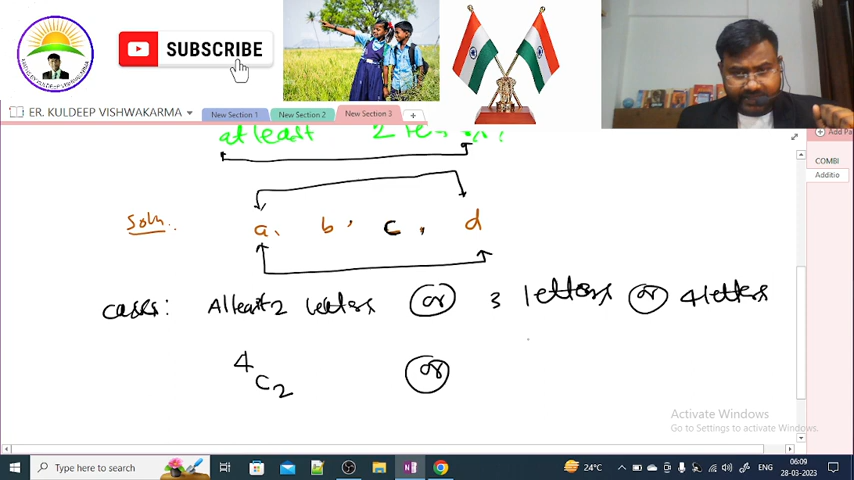 SUBSCRIBE
ER. KULDEEP VISHWAKARMA
New Section 1
New Section 2
New Section 3
+
Add Pa
COMBI
Additio
atleast 2
Soln.
a, b, c, d
cases: Atleast 2 letters or 3 letters or 4 letters
4C2 or
Activate Windows
Go to Settings to activate Windows.
Type here to search
24°C
ENG
06:09
28-03-2023